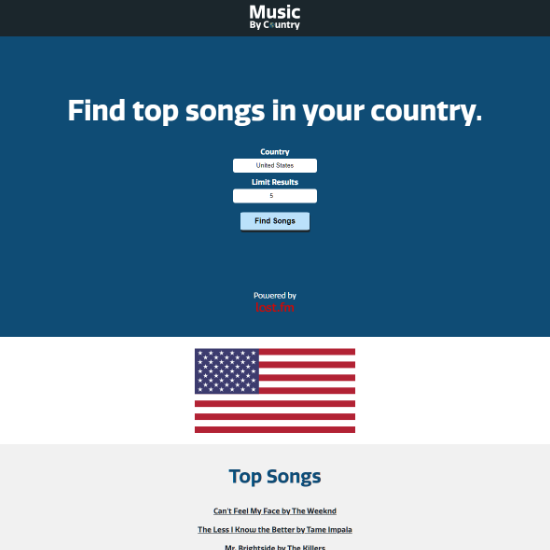 Music
By Country
Find top songs in your country.
Country
United States
Limit Results
5
Find Songs
Powered by
last.fm
Top Songs
Can't Feel My Face by The Weeknd
The Less I Know the Better by Tame Impala
Mr. Brightside by The Killers